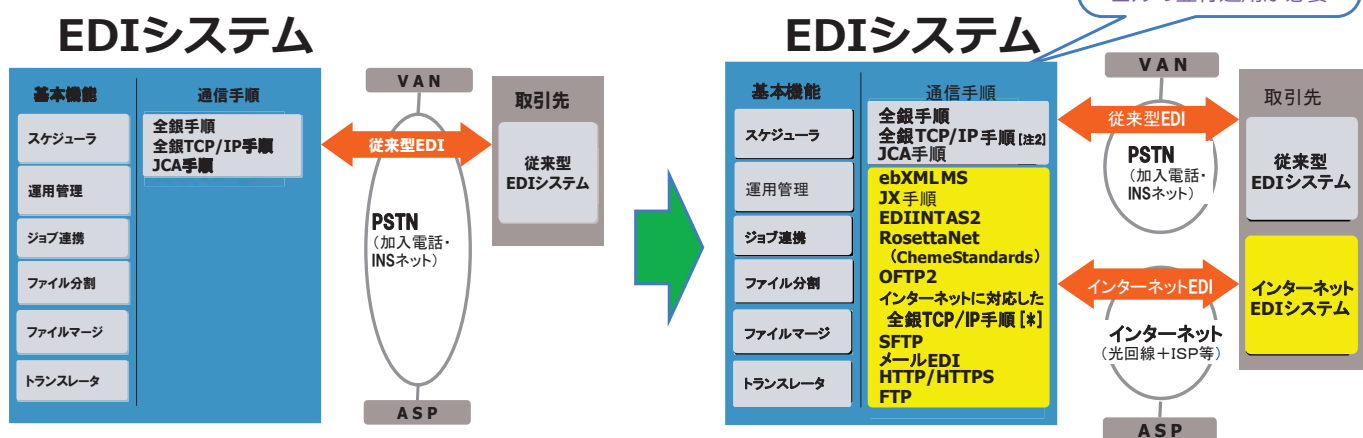 EDIシステム
基本機能
スケジューラ
運用管理
ジョブ連携
ファイル分割
ファイルマージ
トランスレータ
通信手順
全銀手順
全銀TCP/IP手順
JCA手順
VAN
従来型EDI
PSTN
(加入電話・
INSネット)
ASP
取引先
従来型
EDIシステム
EDIシステム
基本機能
スケジューラ
運用管理
ジョブ連携
ファイル分割
ファイルマージ
トランスレータ
通信手順
全銀手順
全銀TCP/IP手順[注2]
JCA手順
ebXMLMS
JX手順
EDIINTAS2
RosettaNet
(ChemeStandards)
OFTP2
インターネットに対応した
全銀TCP/IP手順[*]
SFTP
メールEDI
HTTP/HTTPS
FTP
VAN
従来型EDI
PSTN
(加入電話・
INSネット)
インターネットEDI
インターネット
(光回線+ISP等)
ASP
取引先
従来型
EDIシステム
インターネット
EDIシステム